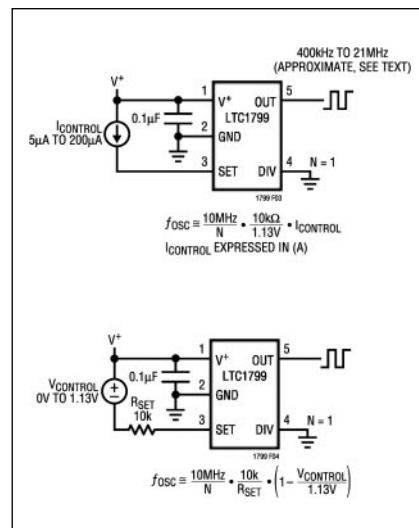 400kHz TO 21MHz
(APPROXIMATE, SEE TEXT)
V+
1 V+ OUT 5
0.1µF
LTC1799
ICONTROL
5µA TO 200µA
2 GND
3 SET DIV 4 N = 1
1799 F03
fOSC ≅ 10MHz/N • 10kΩ/1.13V • ICONTROL
ICONTROL EXPRESSED IN (A)
V+
1 V+ OUT 5
0.1µF
LTC1799
VCONTROL
0V TO 1.13V
2 GND
RSET
10k
3 SET DIV 4 N = 1
1799 F04
fOSC ≅ 10MHz/N • 10k/RSET • (1 – VCONTROL/1.13V)